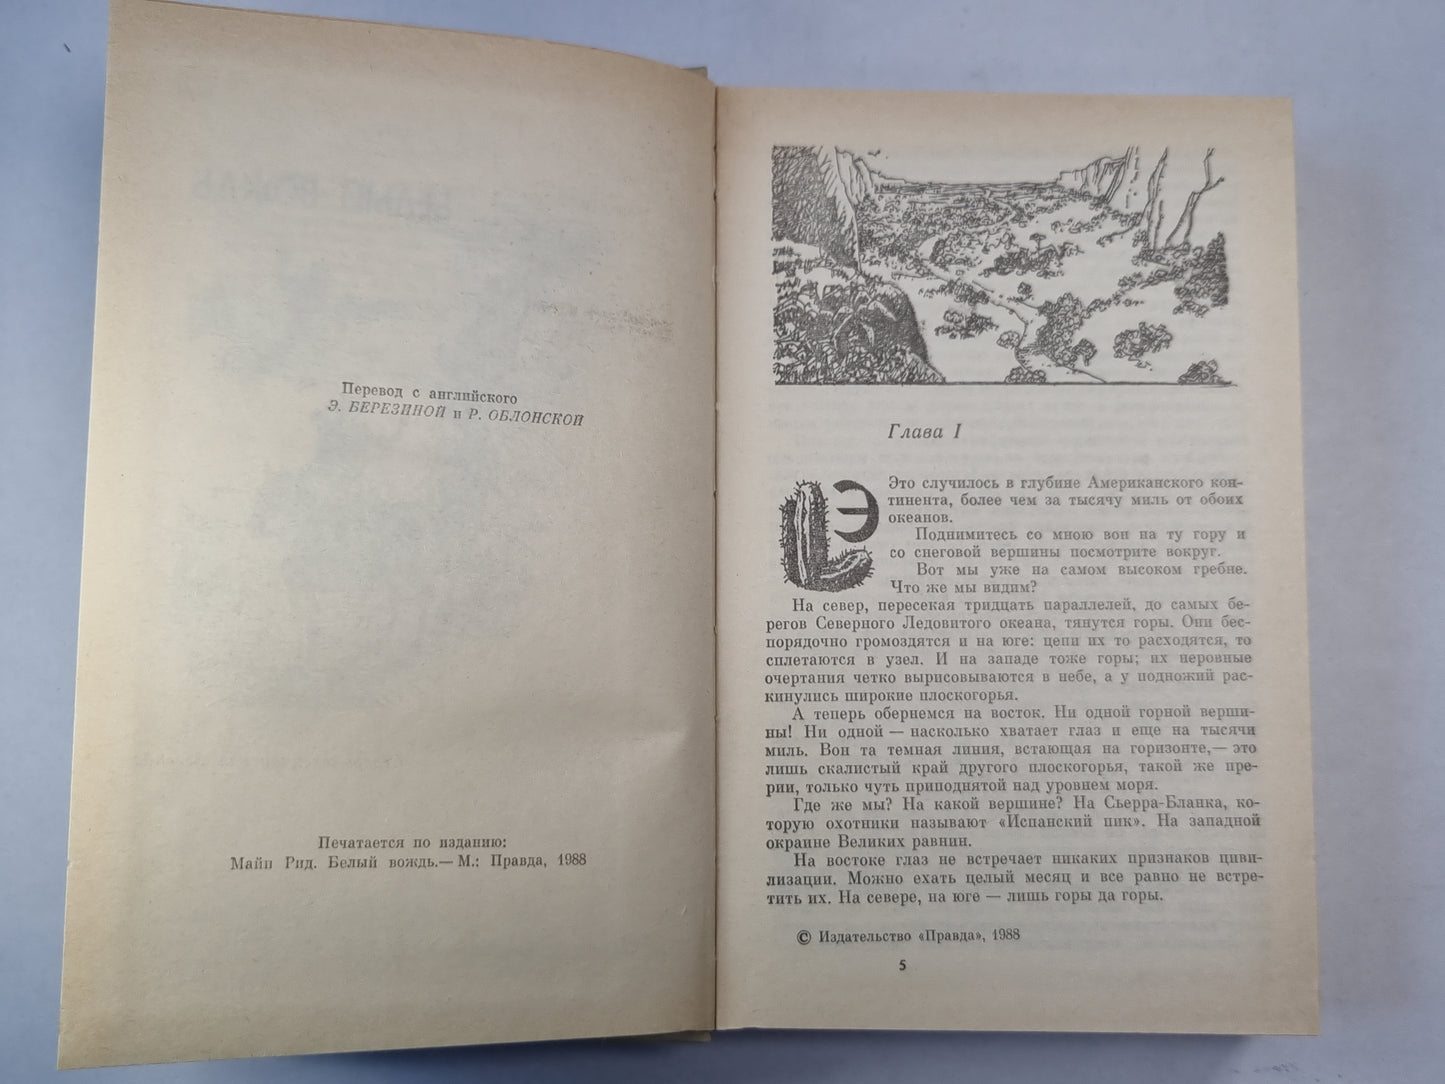 Перевод с английского
Э. БЕРЕЗИНОЙ и Р. ОБЛОНСКОЙ
Печатается по изданию:
Майн Рид. Белый вождь.— М.: Правда, 1988
Глава I
Это случилось в глубине Американского кон-
тинента, более чем за тысячу миль от обоих
океанов.
Поднимитесь со мною вон на ту гору и
со снеговой вершины посмотрите вокруг.
Вот мы уже на самом высоком гребне.
Что же мы видим?
На север, пересекая тридцать параллелей, до самых бе-
регов Северного Ледовитого океана, тянутся горы. Они бес-
порядочно громоздятся и на юге: цепи их то расходятся, то
сплетаются в узел. И на западе тоже горы; их неровные
очертания четко вырисовываются в небе, а у подножий рас-
кинулись широкие плоскогорья.
А теперь обернемся на восток. Ни одной горной верши-
ны! Ни одной — насколько хватает глаз и еще на тысячи
миль. Вон та темная линия, встающая на горизонте,— это
лишь скалистый край другого плоскогорья, такой же пре-
рии, только чуть приподнятой над уровнем моря.
Где же мы? На какой вершине? На Сьерра-Бланка, ко-
торую охотники называют «Испанский пик». На западной
окраине Великих равнин.
На востоке глаз не встречает никаких признаков циви-
лизации. Можно ехать целый месяц и все равно не встре-
тить их. На севере, на юге — лишь горы да горы.
© Издательство «Правда», 1988
5